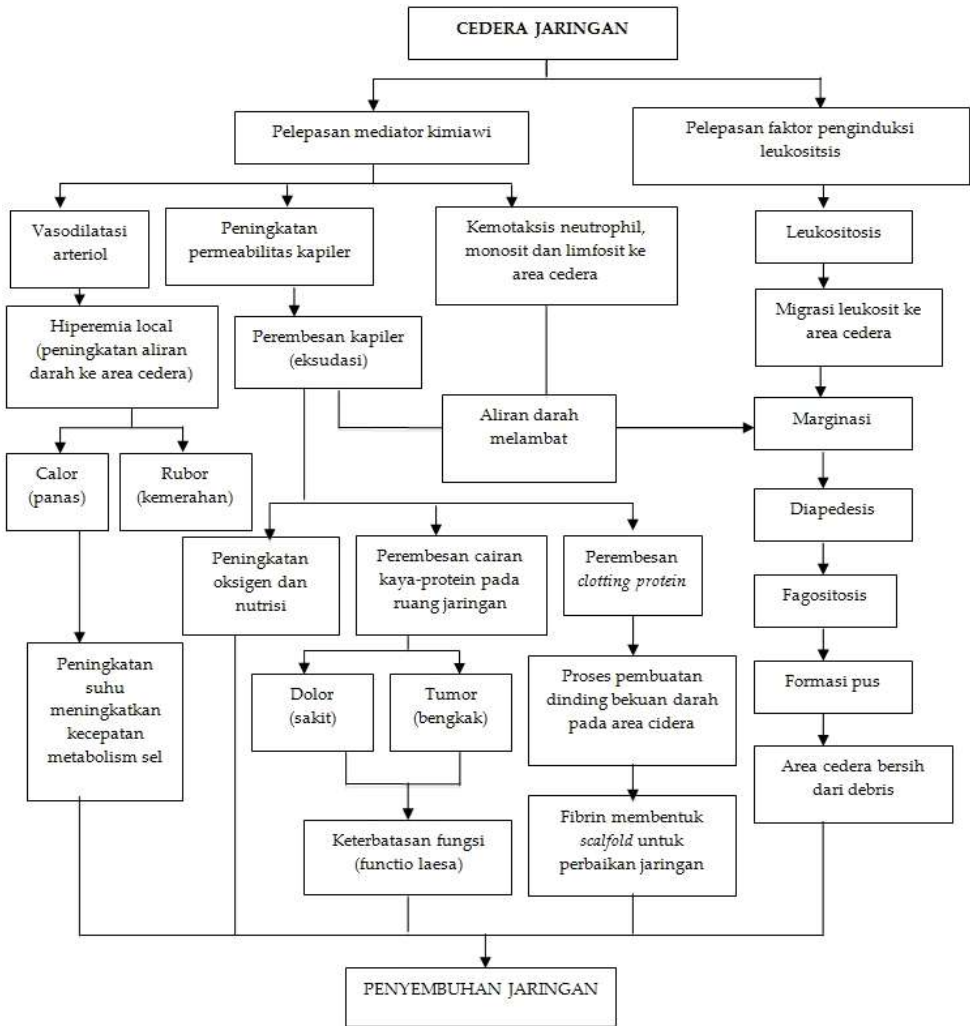 CEDERA JARINGAN
Pelepasan mediator kimiawi
Pelepasan faktor penginduksi
leukositsis
Vasodilatasi
arteriol
Peningkatan
permeabilitas kapiler
Kemotaksis neutrophil,
monosit dan limfosit ke
area cedera
Leukositosis
Hiperemia local
(peningkatan aliran
darah ke area cedera)
Perembesan kapiler
(eksudasi)
Migrasi leukosit ke
area cedera
Aliran darah
melambat
Marginasi
Calor
(panas)
Rubor
(kemerahan)
Diapedesis
Peningkatan
oksigen dan
nutrisi
Perembesan cairan
kaya-protein pada
ruang jaringan
Perembesan
clotting protein
Fagositosis
Peningkatan
suhu
meningkatkan
kecepatan
metabolism sel
Dolor
(sakit)
Tumor
(bengkak)
Proses pembuatan
dinding bekuan darah
pada area cidera
Formasi pus
Area cedera bersih
dari debris
Keterbatasan fungsi
(functio laesa)
Fibrin membentuk
scalfold untuk
perbaikan jaringan
PENYEMBUHAN JARINGAN